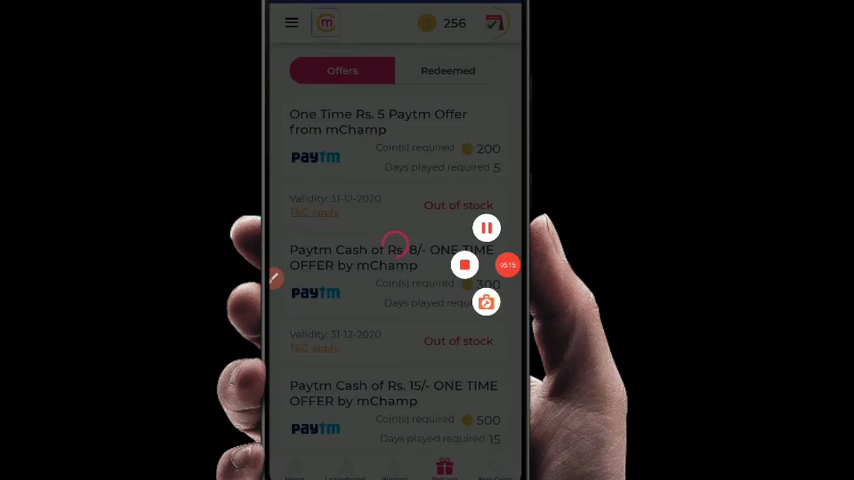 m
256
Offers
Redeemed
One Time Rs. 5 Paytm Offer
from mChamp
Coin(s) required 200
paytm
Days played required 5
Validity: 31-12-2020
T&C apply
Out of stock
Paytm Cash of Rs. 8/- ONE TIME
OFFER by mChamp
Coin(s) required 300
paytm
Days played required
Validity: 31-12-2020
T&C apply
Out of stock
Paytm Cash of Rs. 15/- ONE TIME
OFFER by mChamp
Coin(s) required 500
paytm
Days played required 15
05:15